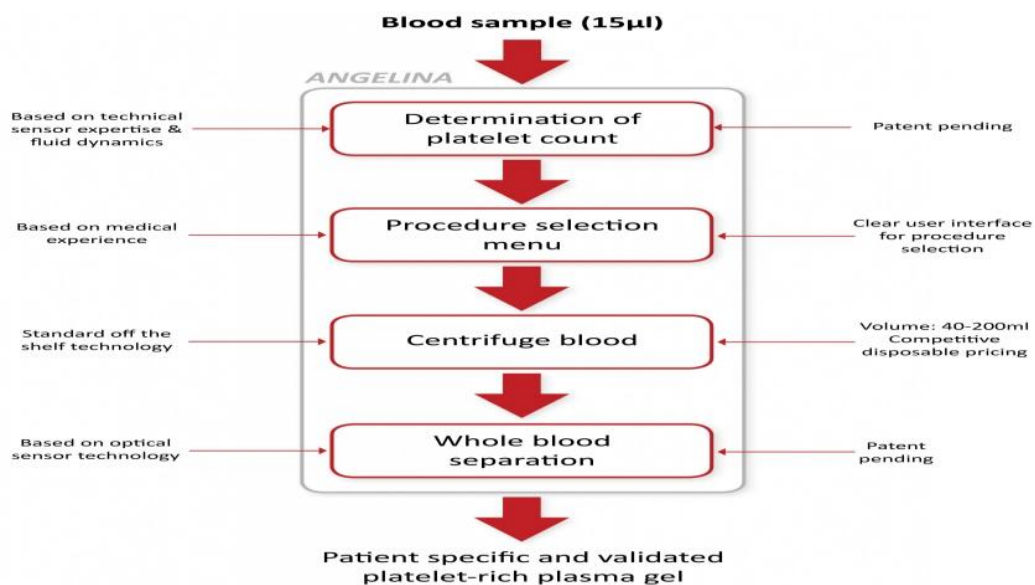 Blood sample (15µl)
ANGELINA
Based on technical
sensor expertise &
fluid dynamics
Determination of
platelet count
Patent pending
Based on medical
experience
Procedure selection
menu
Clear user interface
for procedure
selection
Standard off the
shelf technology
Centrifuge blood
Volume: 40-200ml
Competitive
disposable pricing
Based on optical
sensor technology
Whole blood
separation
Patent
pending
Patient specific and validated
platelet-rich plasma gel